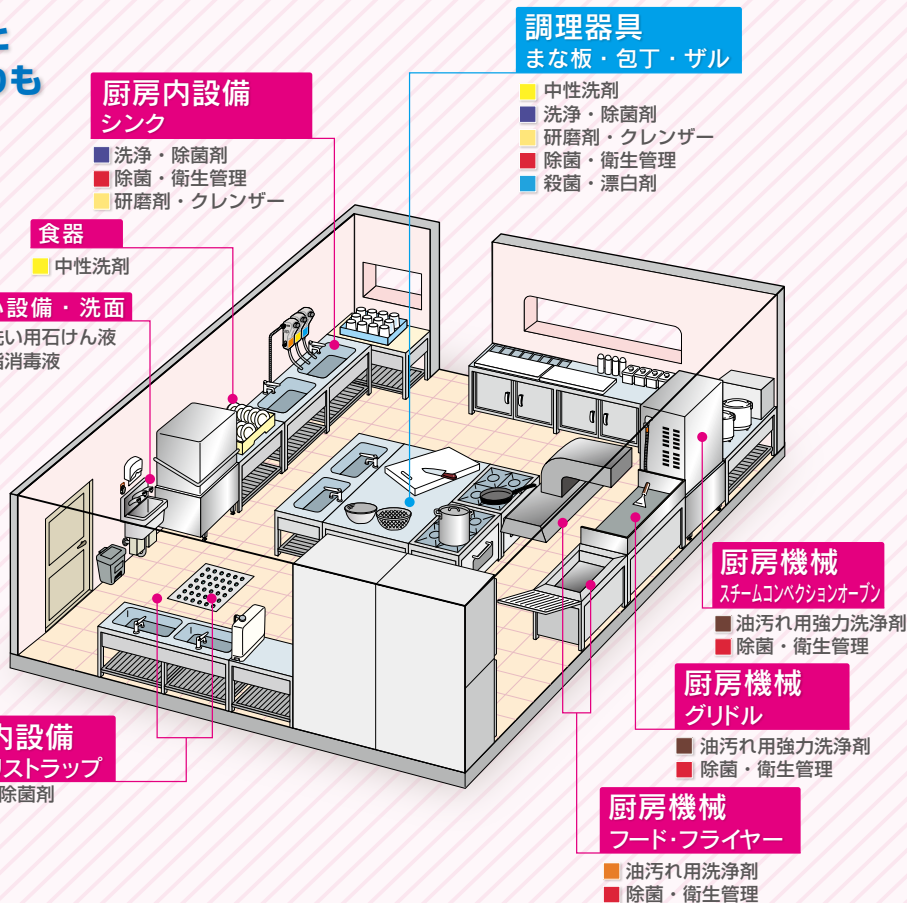 りも
調理器具
まな板・包丁・ザル
中性洗剤
洗浄・除菌剤
研磨剤・クレンザー
除菌・衛生管理
殺菌・漂白剤
厨房内設備
シンク
洗浄・除菌剤
除菌・衛生管理
研磨剤・クレンザー
食器
中性洗剤
い設備・洗面
洗い用石けん液
指消毒液
厨房機械
スチームコンベクションオーブン
油汚れ用強力洗浄剤
除菌・衛生管理
厨房機械
グリドル
油汚れ用強力洗浄剤
除菌・衛生管理
内設備
リストラップ
除菌剤
厨房機械
フード・フライヤー
油汚れ用洗浄剤
除菌・衛生管理